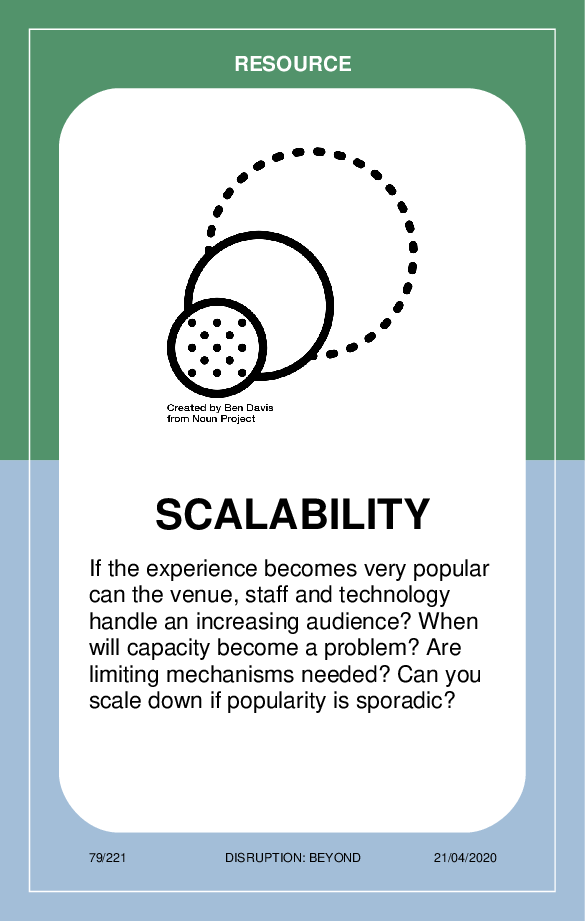 RESOURCE
Created by Ben Davis
from Noun Project
SCALABILITY
If the experience becomes very popular
can the venue, staff and technology
handle an increasing audience? When
will capacity become a problem? Are
limiting mechanisms needed? Can you
scale down if popularity is sporadic?
79/221 DISRUPTION: BEYOND 21/04/2020